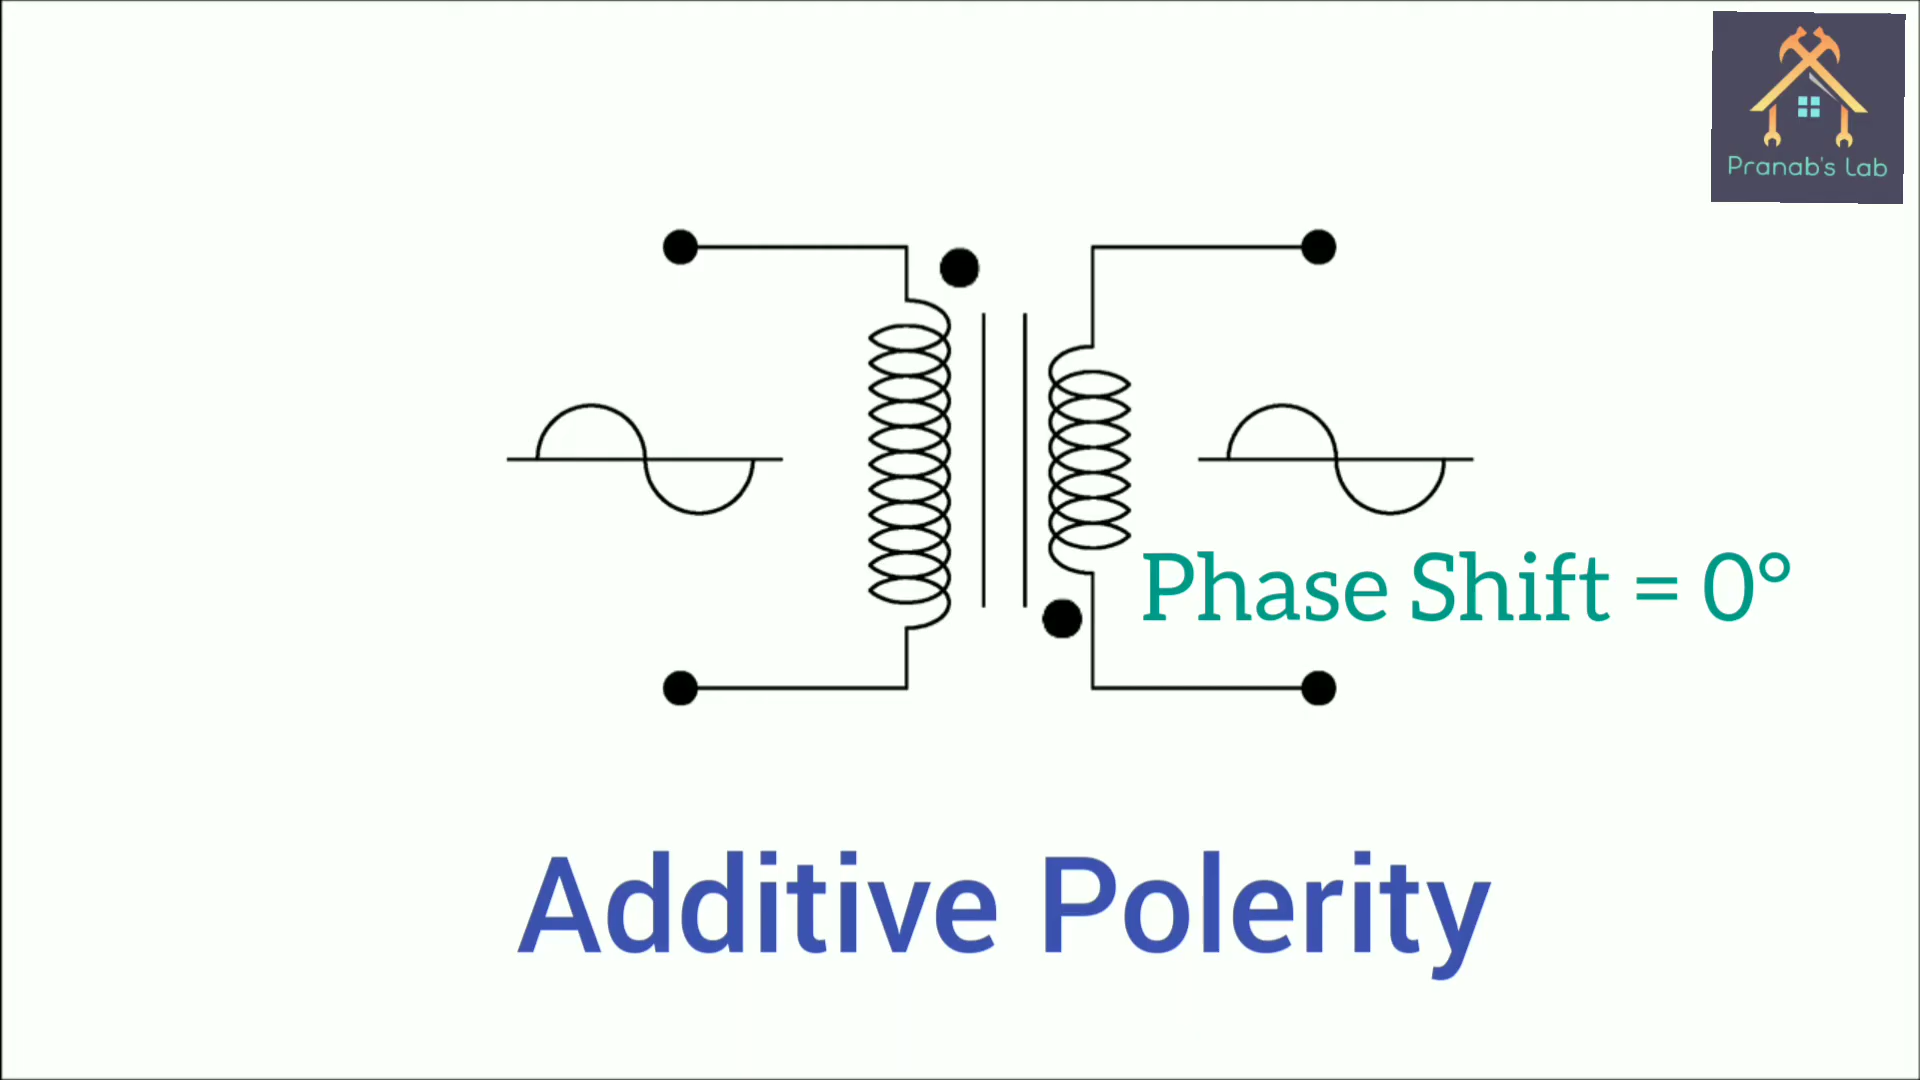 Pranab's Lab
Phase Shift = 0°
Additive Polerity